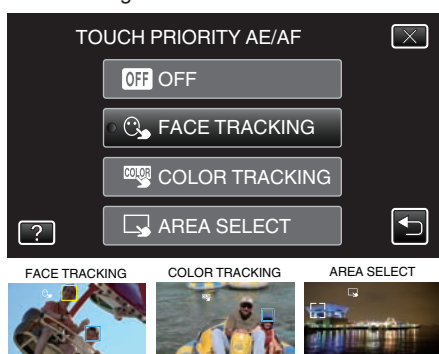 TOUCH PRIORITY AE/AF
OFF OFF
FACE TRACKING
COLOR COLOR TRACKING
AREA SELECT
?
FACE TRACKING
COLOR TRACKING
AREA SELECT